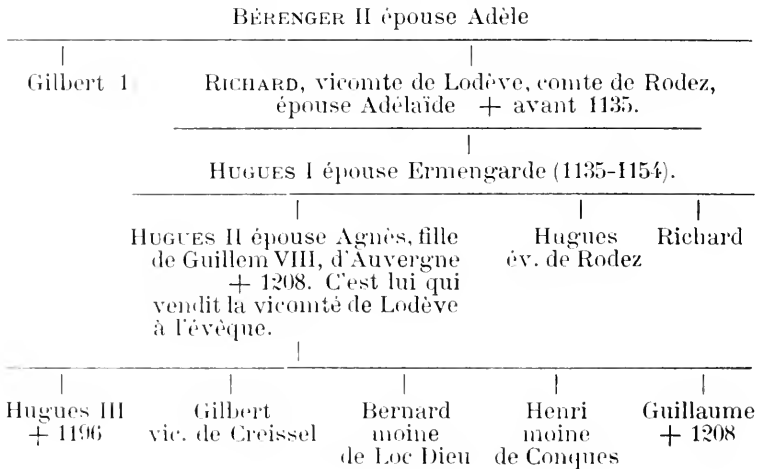 BÉRENGER II épouse Adèle
Gilbert 1
RICHARD, vicomte de Lodève, comte de Rodez,
épouse Adélaïde + avant 1135.
HUGUES I épouse Ermengarde (1135-1154).
HUGUES II épouse Agnès, fille
de Guillem VIII, d'Auvergne
+ 1208. C'est lui qui
vendit la vicomté de Lodève
à l'évêque.
Hugues
év. de Rodez
Richard
Hugues III
+ 1196
Gilbert
vic. de Creissel
Bernard
moine
de Loc Dieu
Henri
moine
de Conques
Guillaume
+ 1208